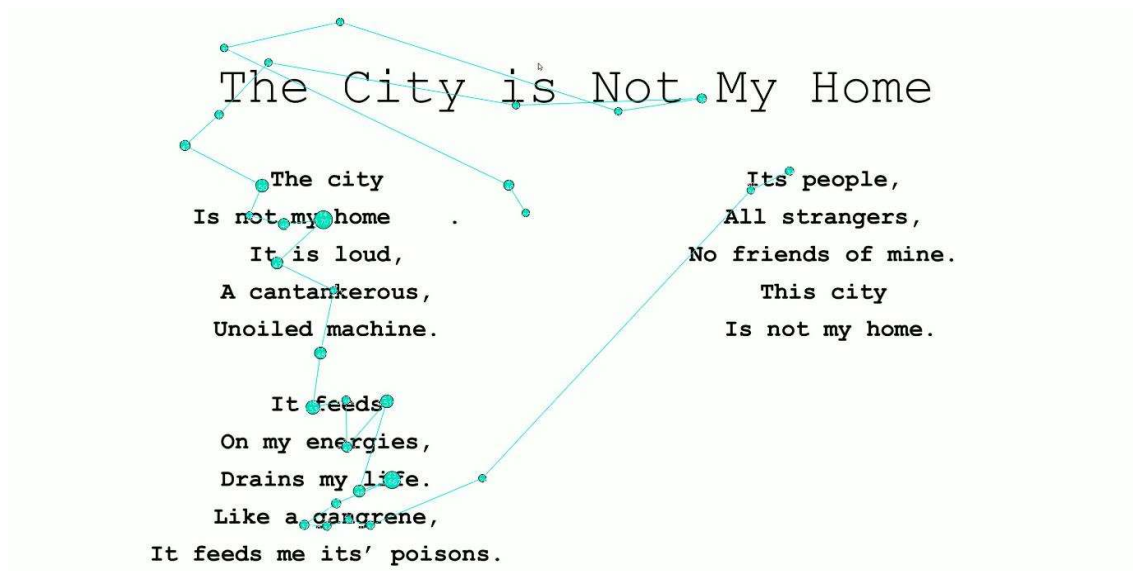 The City is Not My Home
The city
Is not my home .
It is loud,
A cantankerous,
Unoiled machine.
It feeds
On my energies,
Drains my life.
Like a gangrene,
It feeds me its’ poisons.
Its people,
All strangers,
No friends of mine.
This city
Is not my home.